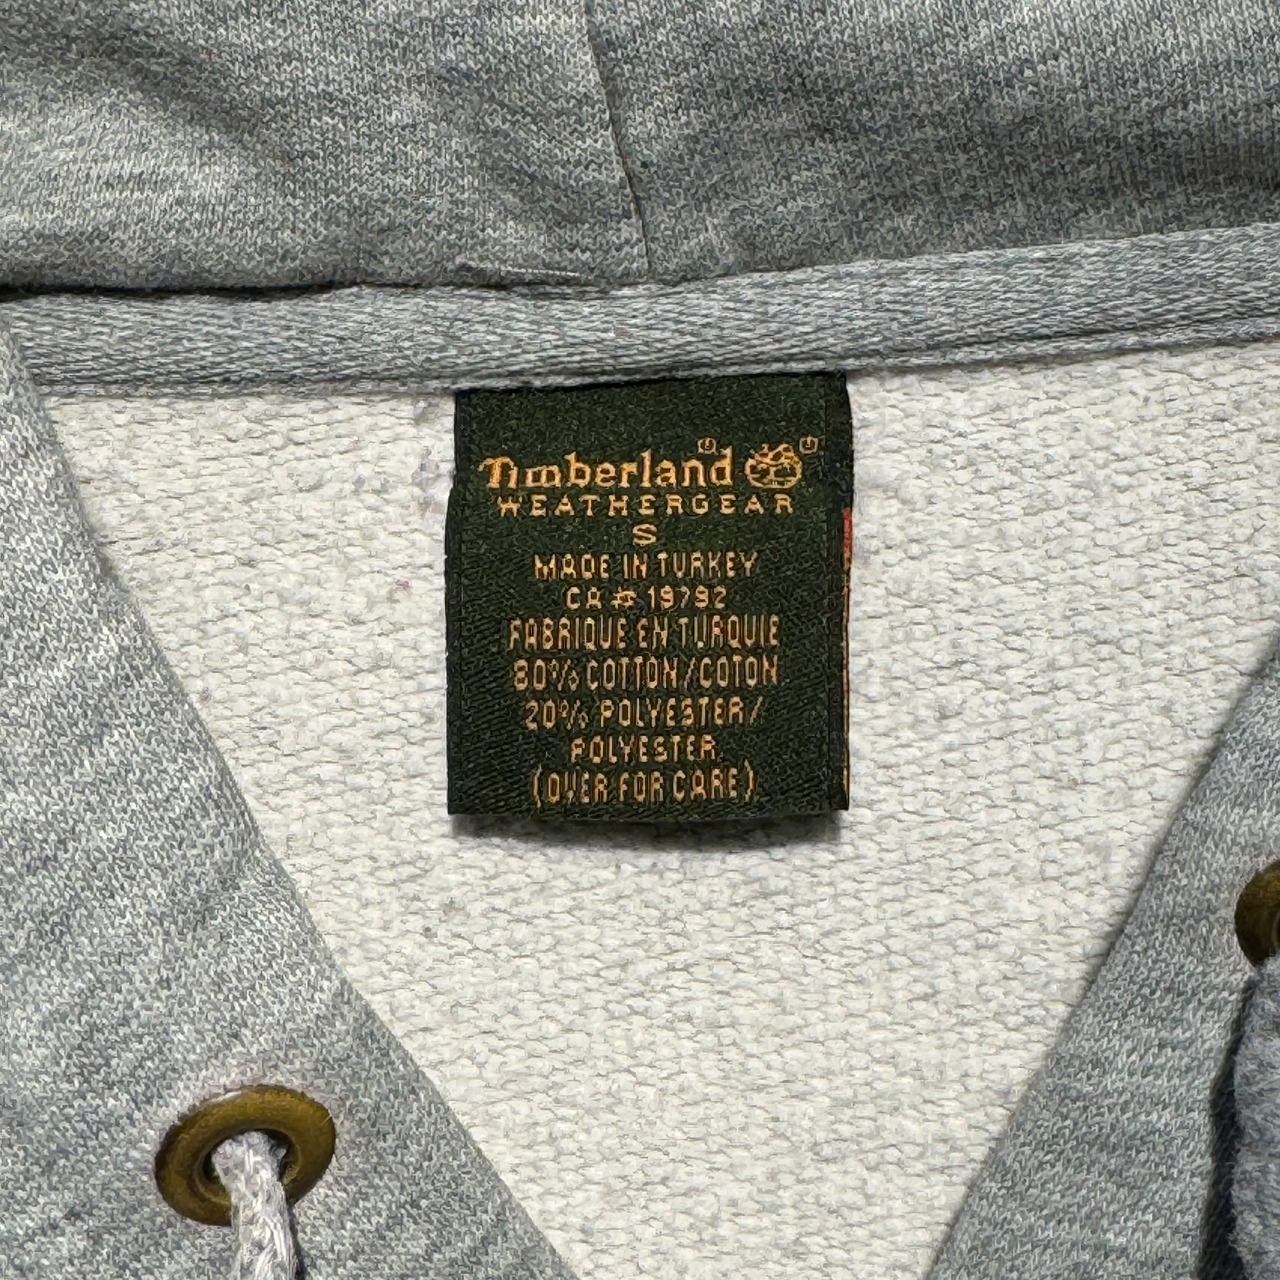 Timberland®
WEATHERGEAR
S
MADE IN TURKEY
CA # 19792
FABRIQUE EN TURQUIE
80% COTTON/COTON
20% POLYESTER/
POLYESTER
(OVER FOR CARE)